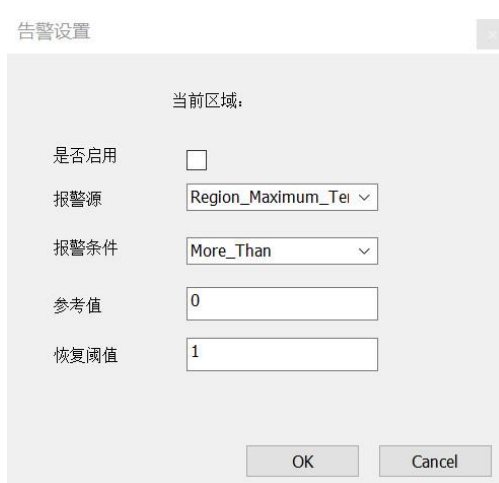 告警设置
当前区域：
是否启用
报警源 Region_Maximum_Te
报警条件 More_Than
参考值 0
恢复阈值 1
OK Cancel